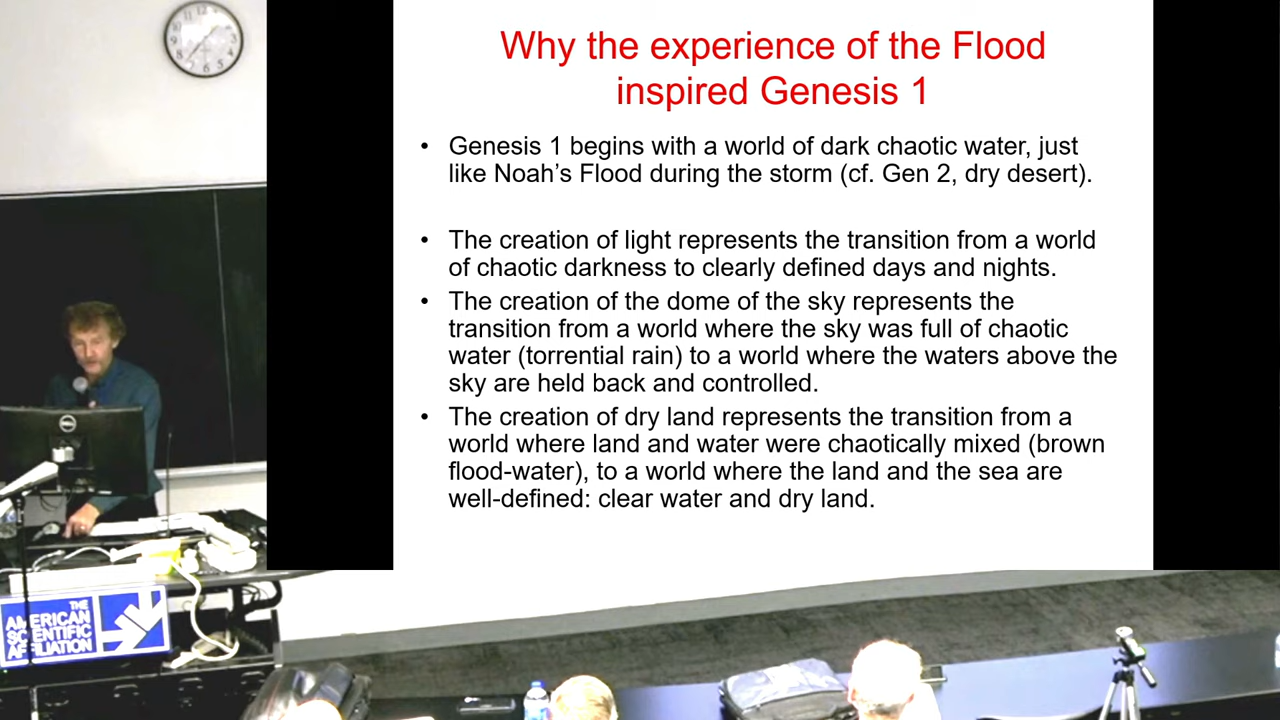 Why the experience of the Flood
inspired Genesis 1
• Genesis 1 begins with a world of dark chaotic water, just
like Noah’s Flood during the storm (cf. Gen 2, dry desert).
• The creation of light represents the transition from a world
of chaotic darkness to clearly defined days and nights.
• The creation of the dome of the sky represents the
transition from a world where the sky was full of chaotic
water (torrential rain) to a world where the waters above the
sky are held back and controlled.
• The creation of dry land represents the transition from a
world where land and water were chaotically mixed (brown
flood-water), to a world where the land and the sea are
well-defined: clear water and dry land.
DELL
THE
AMERICAN
SCIENTIFIC
AFFILIATION